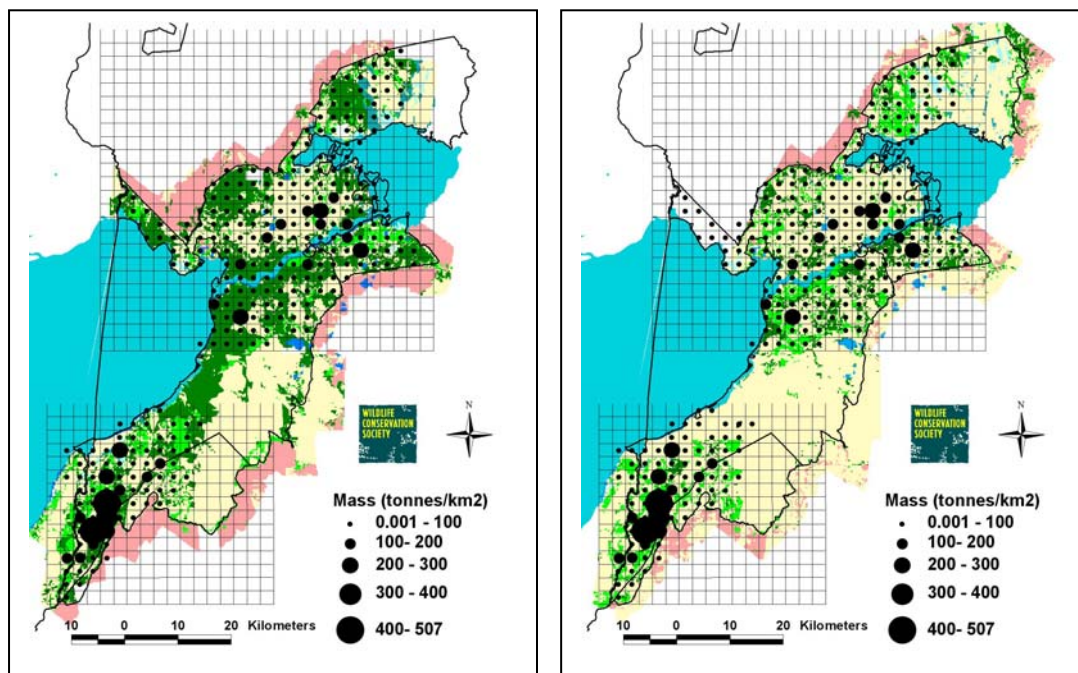 WILDLIFE
CONSERVATION
SOCIETY
N
Mass (tonnes/km2)
0.001 - 100
100- 200
200 - 300
300 - 400
400- 507
10 0 10 20 Kilometers
WILDLIFE
CONSERVATION
SOCIETY
N
Mass (tonnes/km2)
0.001 - 100
100- 200
200 - 300
300 - 400
400- 507
10 0 10 20 Kilometers